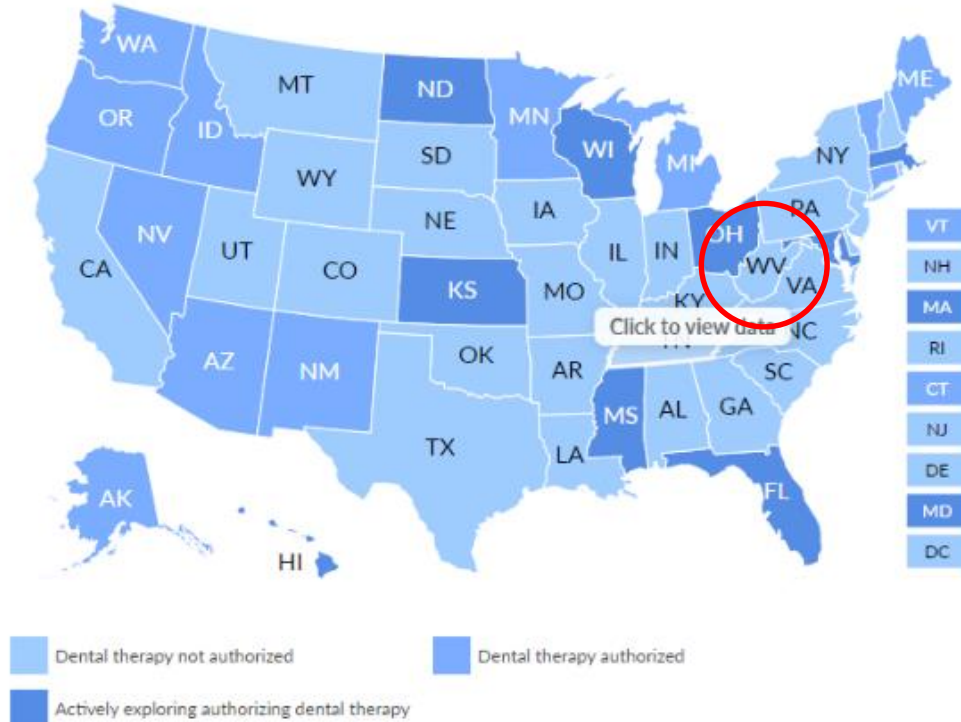 WA
ME
MT
ND
OR
MN
ID
WI
SD
NY
MI
WY
PA
IA
NE
OH
NV
IL
IN
WV
VT
UT
CA
CO
VA
NH
KS
MO
KY
MA
Click to view data
NC
RI
OK
AZ
NM
AR
SC
CT
MS
AL
GA
NJ
TX
LA
DE
FL
AK
MD
HI
DC
Dental therapy not authorized
Dental therapy authorized
Actively exploring authorizing dental therapy